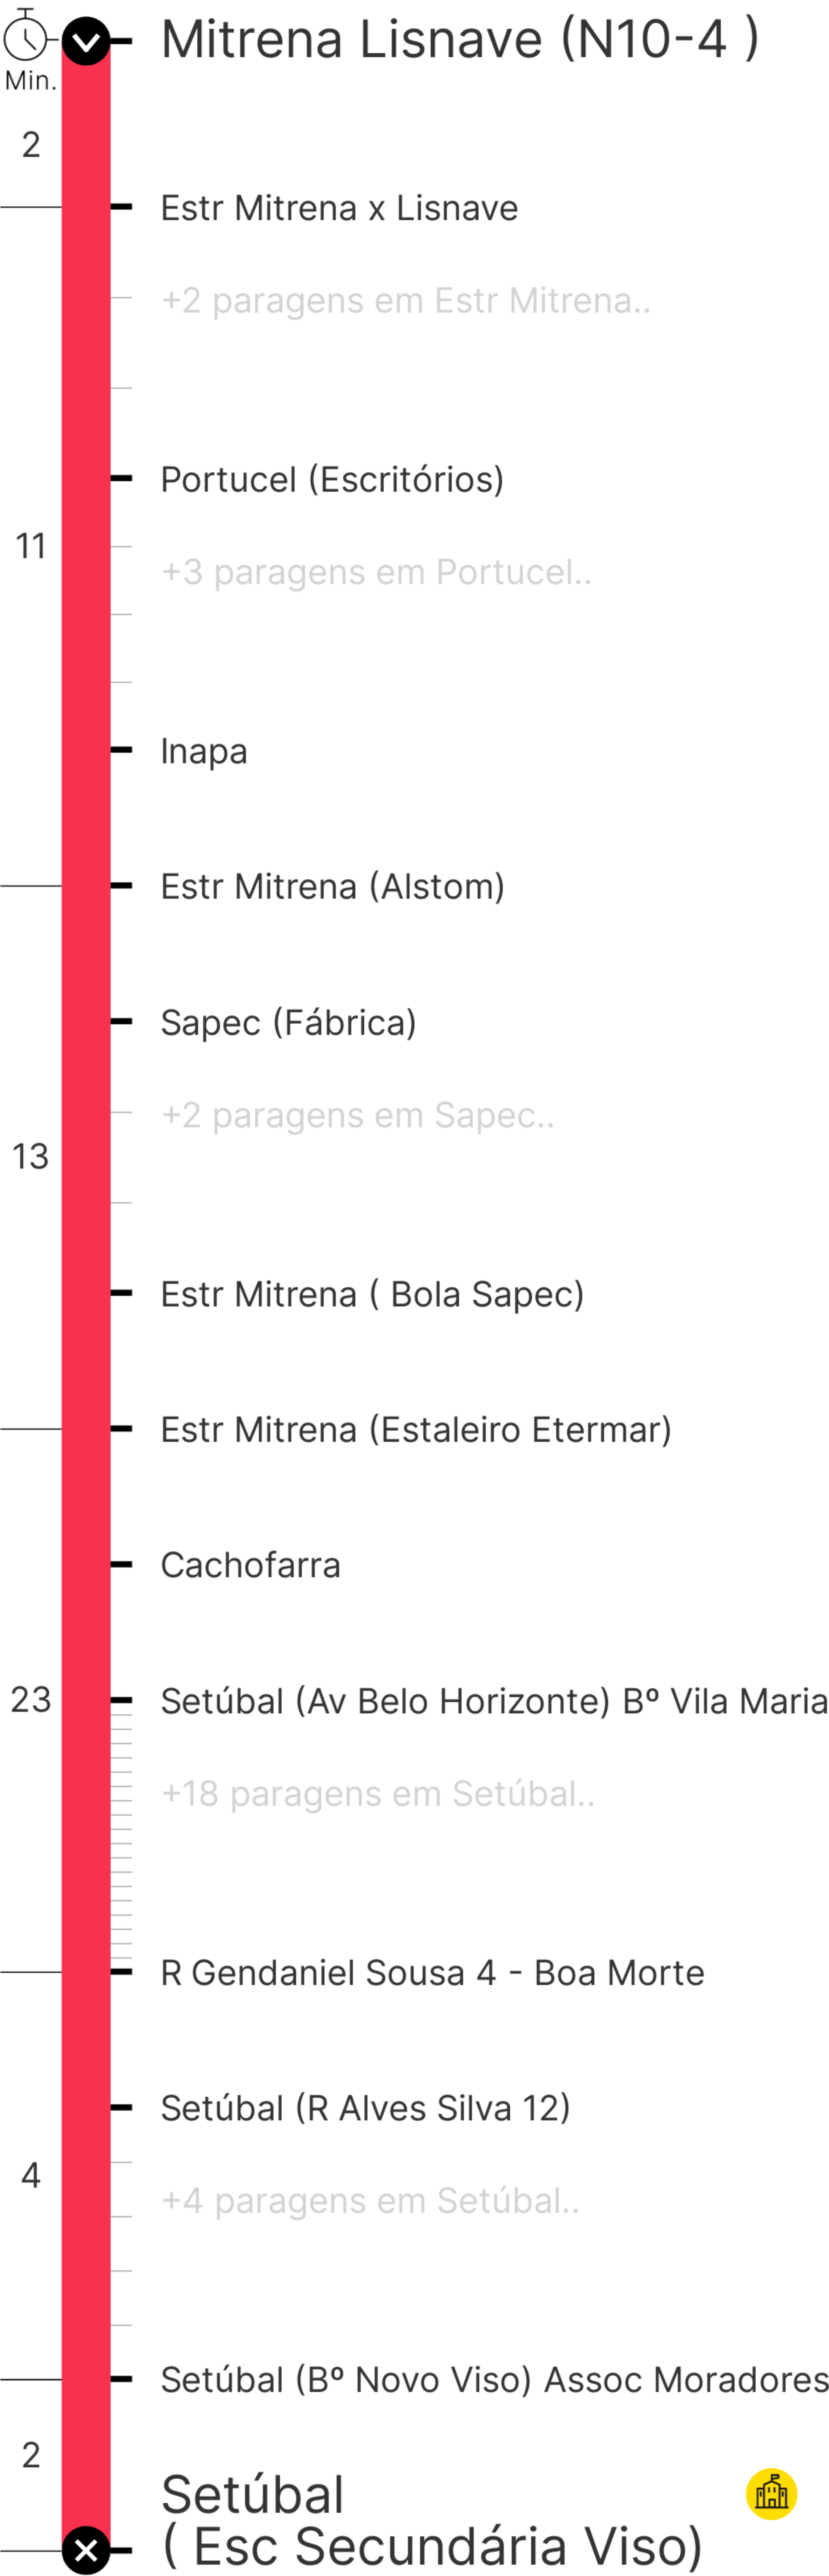 Mitrena Lisnave (N10-4 )
Min.
2
Estr Mitrena x Lisnave
+2 paragens em Estr Mitrena..
Portucel (Escritórios)
11
+3 paragens em Portucel..
Inapa
Estr Mitrena (Alstom)
Sapec (Fábrica)
+2 paragens em Sapec..
13
Estr Mitrena ( Bola Sapec)
Estr Mitrena (Estaleiro Etermar)
Cachofarra
23
Setúbal (Av Belo Horizonte) Bº Vila Maria
+18 paragens em Setúbal..
R Gendaniel Sousa 4 - Boa Morte
Setúbal (R Alves Silva 12)
4
+4 paragens em Setúbal..
Setúbal (Bº Novo Viso) Assoc Moradores
2
Setúbal
( Esc Secundária Viso)